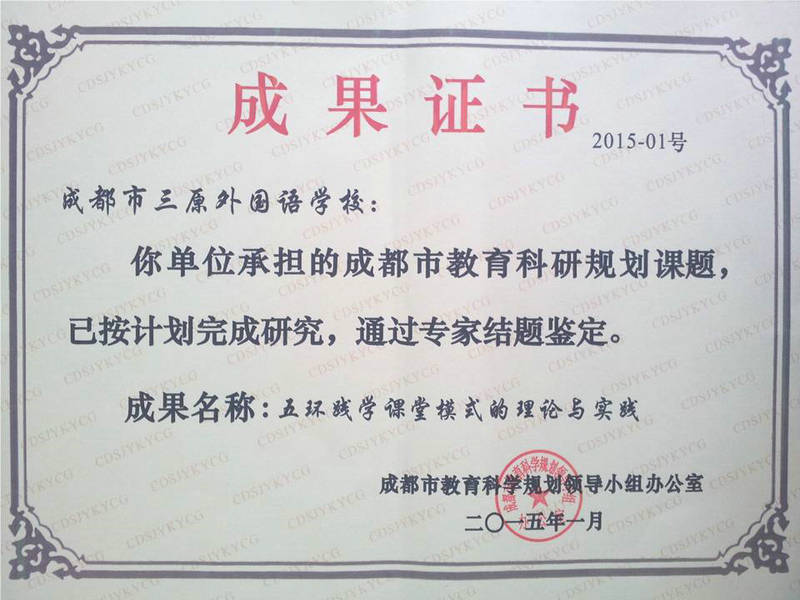 成果证书
2015-01号
成都市三原外国语学校：
你单位承担的成都市教育科研规划课题，
已按计划完成研究，通过专家结题鉴定。
成果名称：五环践学课堂模式的理论与实践
成都市教育科学规划领导小组办公室
二〇一五年一月
CDSJYKYCG